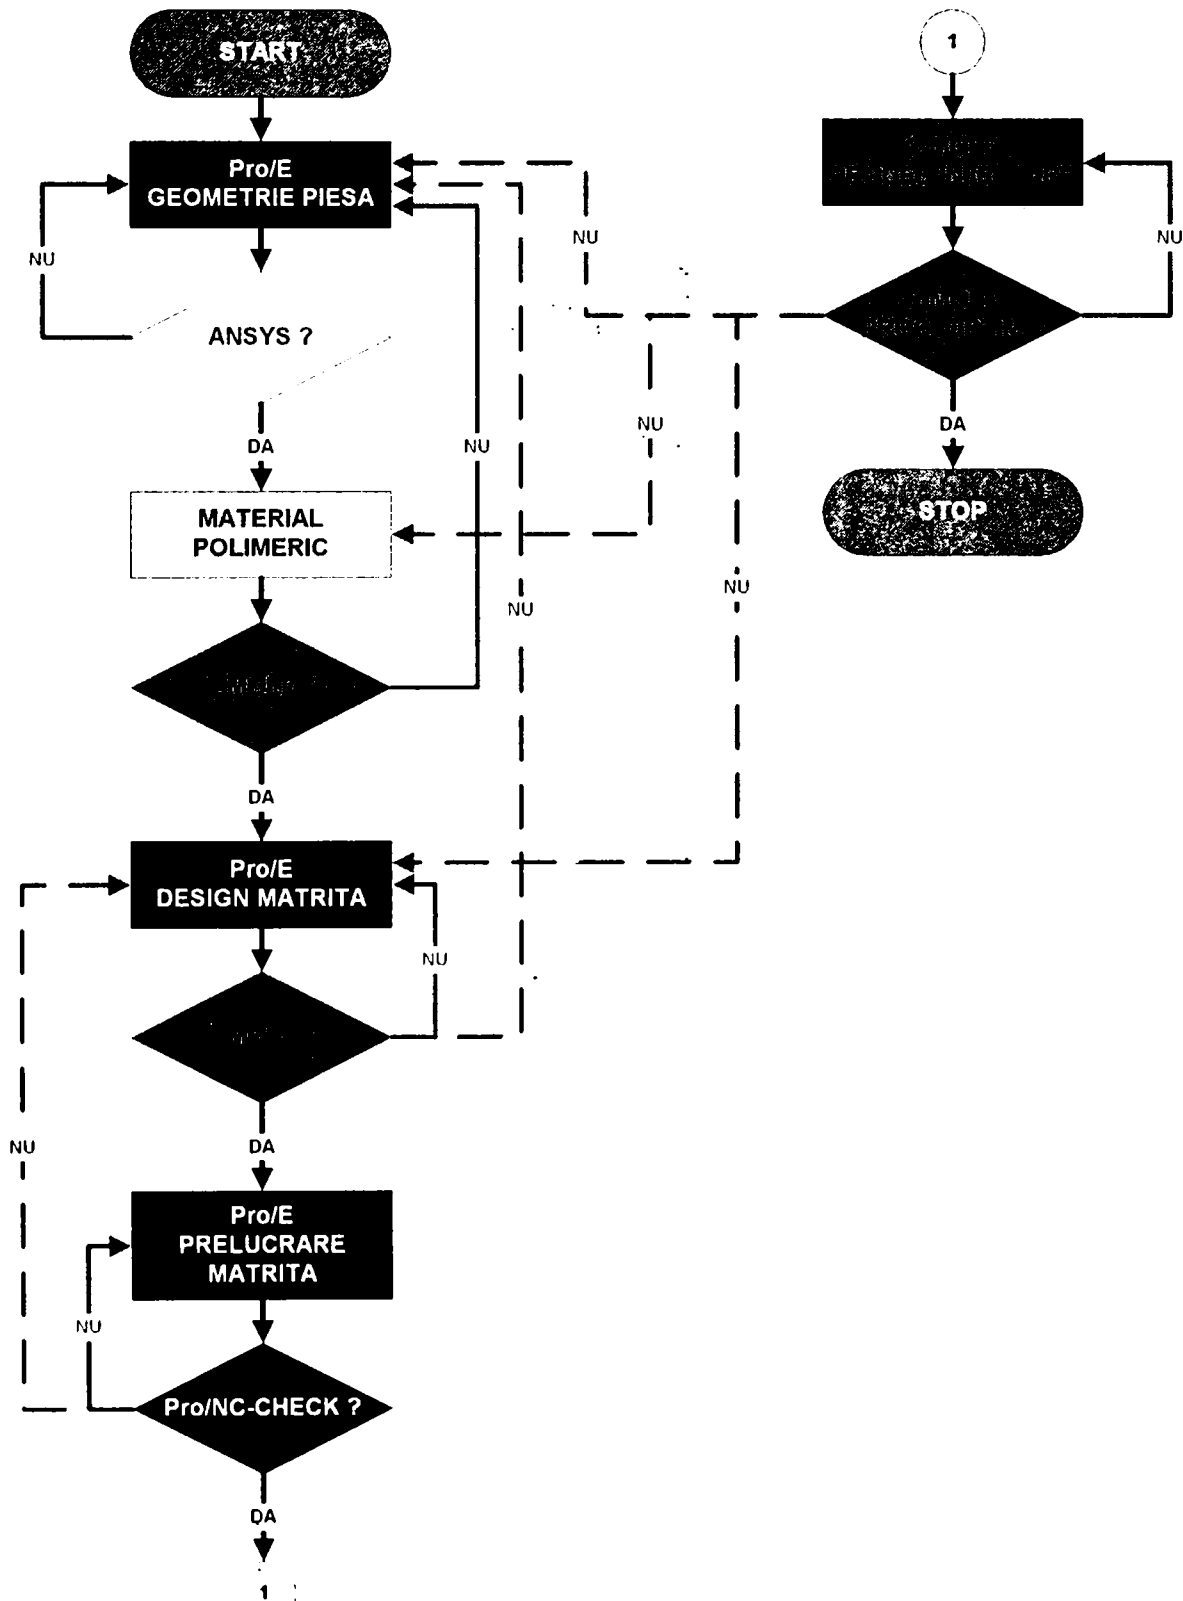 START
Pro/E
GEOMETRIE PIESA
NU
ANSYS ?
DA
NU
MATERIAL
POLIMERIC
NU
DA
Pro/E
DESIGN MATRITA
NU
DA
NU
Pro/E
PRELUCRARE
MATRITA
NU
Pro/NC-CHECK ?
DA
1
1
NU
NU
NU
NU
DA
STOP